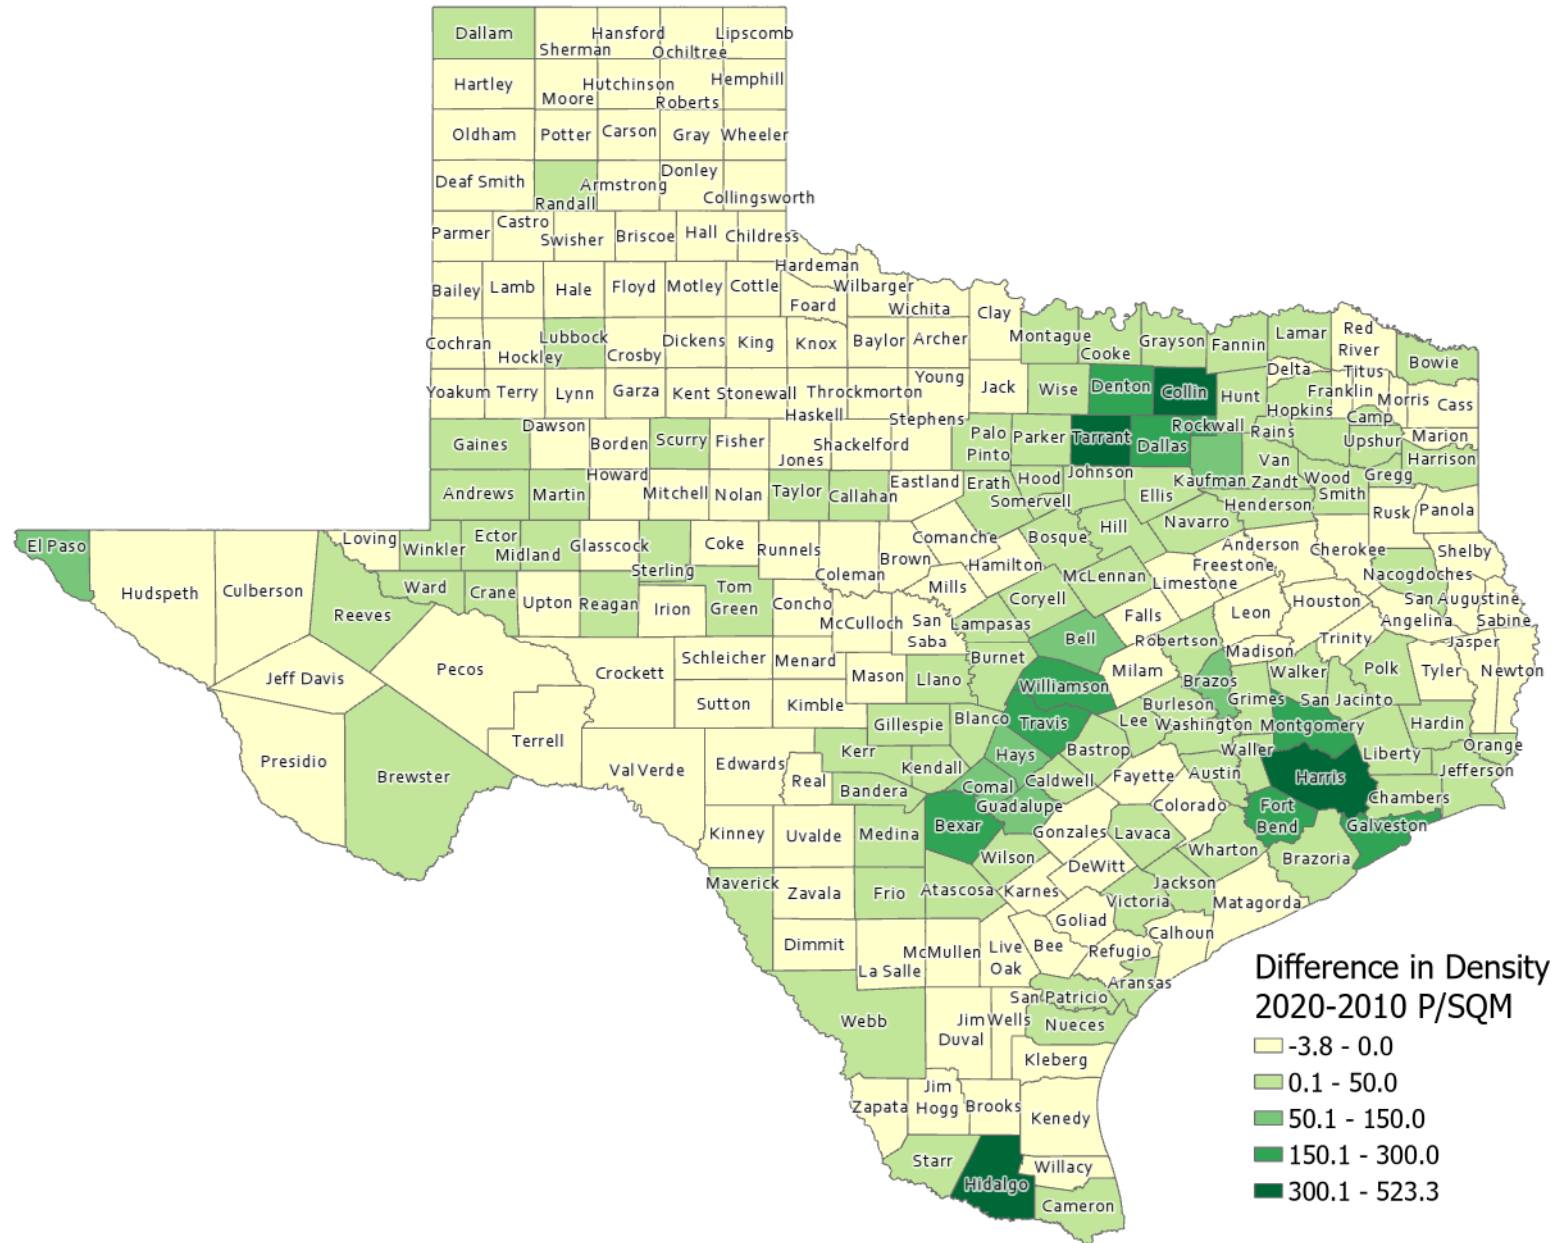 Dallam
Sherman
Hansford
Ochiltree
Lipscomb
Hartley
Moore
Hutchinson
Roberts
Hemphill
Oldham
Potter
Carson
Gray
Wheeler
Deaf Smith
Randall
Armstrong
Donley
Collingsworth
Parmer
Castro
Swisher
Briscoe
Hall
Childress
Hardeman
Bailey
Lamb
Hale
Floyd
Motley
Cottle
Foard
Wilbarger
Wichita
Clay
Cochran
Hockley
Lubbock
Crosby
Dickens
King
Knox
Baylor
Archer
Montague
Cooke
Grayson
Fannin
Lamar
Red
River
Bowie
Yoakum
Terry
Lynn
Garza
Kent
Stonewall
Haskell
Throckmorton
Young
Jack
Wise
Denton
Collin
Hunt
Delta
Hopkins
Franklin
Titus
Camp
Morris
Cass
Gaines
Dawson
Borden
Scurry
Fisher
Jones
Shackelford
Stephens
Palo
Pinto
Parker
Tarrant
Dallas
Rockwall
Kaufman
Rains
Van
Zandt
Wood
Upshur
Marion
Harrison
Gregg
Smith
Andrews
Martin
Howard
Mitchell
Nolan
Taylor
Callahan
Eastland
Erath
Hood
Somervell
Johnson
Ellis
Henderson
Navarro
Rusk
Panola
El Paso
Hudspeth
Culberson
Loving
Winkler
Ector
Midland
Glasscock
Sterling
Coke
Runnels
Coleman
Brown
Comanche
Hamilton
Bosque
Hill
Freestone
Anderson
Cherokee
Nacogdoches
Shelby
Reeves
Ward
Crane
Upton
Reagan
Irion
Tom
Green
Concho
McCulloch
San
Saba
Mills
Lampasas
Coryell
McLennan
Limestone
Falls
Leon
Houston
Angelina
San Augustine
Sabine
Jeff Davis
Pecos
Crockett
Schleicher
Menard
Mason
Llano
Burnet
Bell
Milam
Robertson
Madison
Trinity
Walker
Polk
Tyler
Jasper
Newton
Presidio
Brewster
Terrell
Sutton
Kimble
Gillespie
Blanco
Williamson
Travis
Lee
Burleson
Brazos
Grimes
Washington
San Jacinto
Montgomery
Hardin
Liberty
Orange
Jefferson
Val Verde
Edwards
Real
Kerr
Kendall
Bandera
Hays
Comal
Guadalupe
Caldwell
Bastrop
Fayette
Austin
Waller
Harris
Chambers
Kinney
Uvalde
Medina
Bexar
Wilson
Gonzales
Lavaca
Colorado
Fort
Bend
Galveston
Brazoria
Wharton
Maverick
Zavala
Frio
Atascosa
Karnes
DeWitt
Victoria
Jackson
Matagorda
Dimmit
La Salle
McMullen
Live
Oak
Bee
Goliad
Refugio
Calhoun
Aransas
Webb
Duval
Jim Wells
San Patricio
Nueces
Kleberg
Zapata
Jim
Hogg
Brooks
Kenedy
Starr
Hidalgo
Willacy
Cameron
Difference in Density
2020-2010 P/SQM
-3.8 - 0.0
0.1 - 50.0
50.1 - 150.0
150.1 - 300.0
300.1 - 523.3